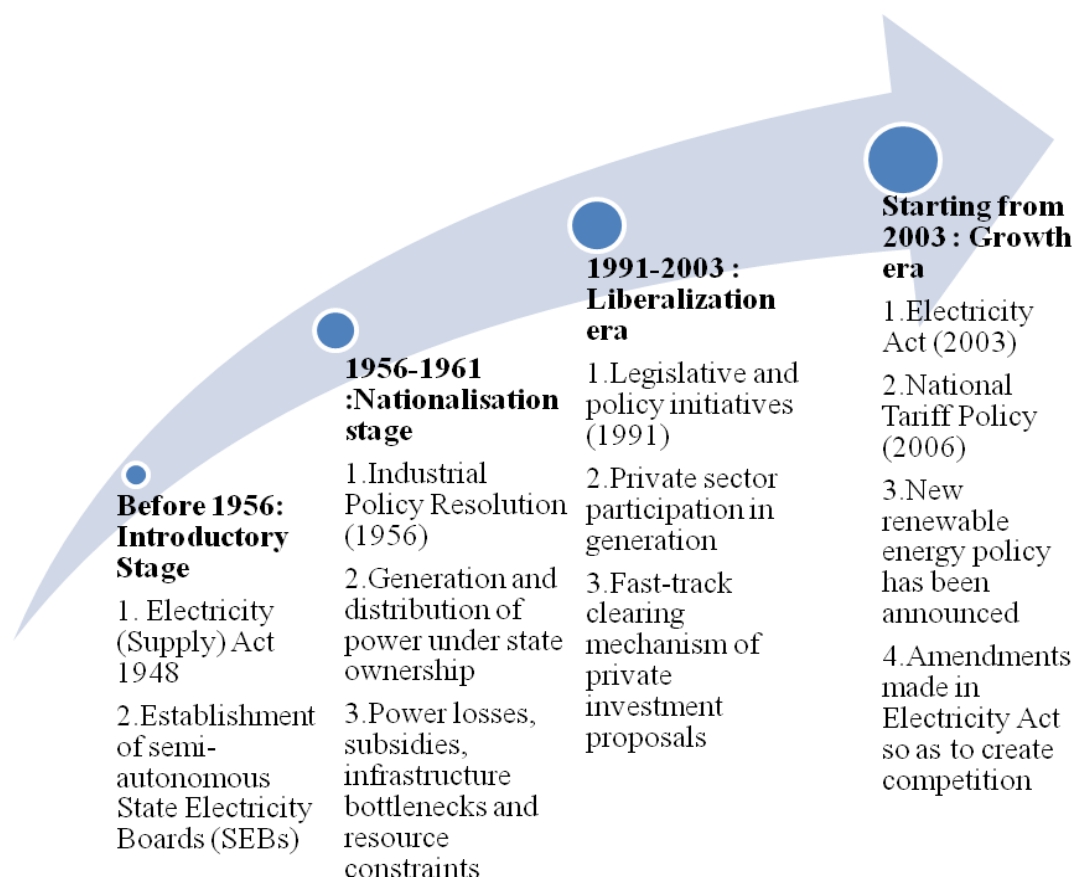 Before 1956:
Introductory
Stage
1. Electricity
(Supply) Act
1948
2.Establishment
of semi-
autonomous
State Electricity
Boards (SEBs)
1956-1961
:Nationalisation
stage
1.Industrial
Policy Resolution
(1956)
2.Generation and
distribution of
power under state
ownership
3.Power losses,
subsidies,
infrastructure
bottlenecks and
resource
constraints
1991-2003 :
Liberalization
era
1.Legislative and
policy initiatives
(1991)
2.Private sector
participation in
generation
3.Fast-track
clearing
mechanism of
private
investment
proposals
Starting from
2003 : Growth
era
1.Electricity
Act (2003)
2.National
Tariff Policy
(2006)
3.New
renewable
energy policy
has been
announced
4.Amendments
made in
Electricity Act
so as to create
competition